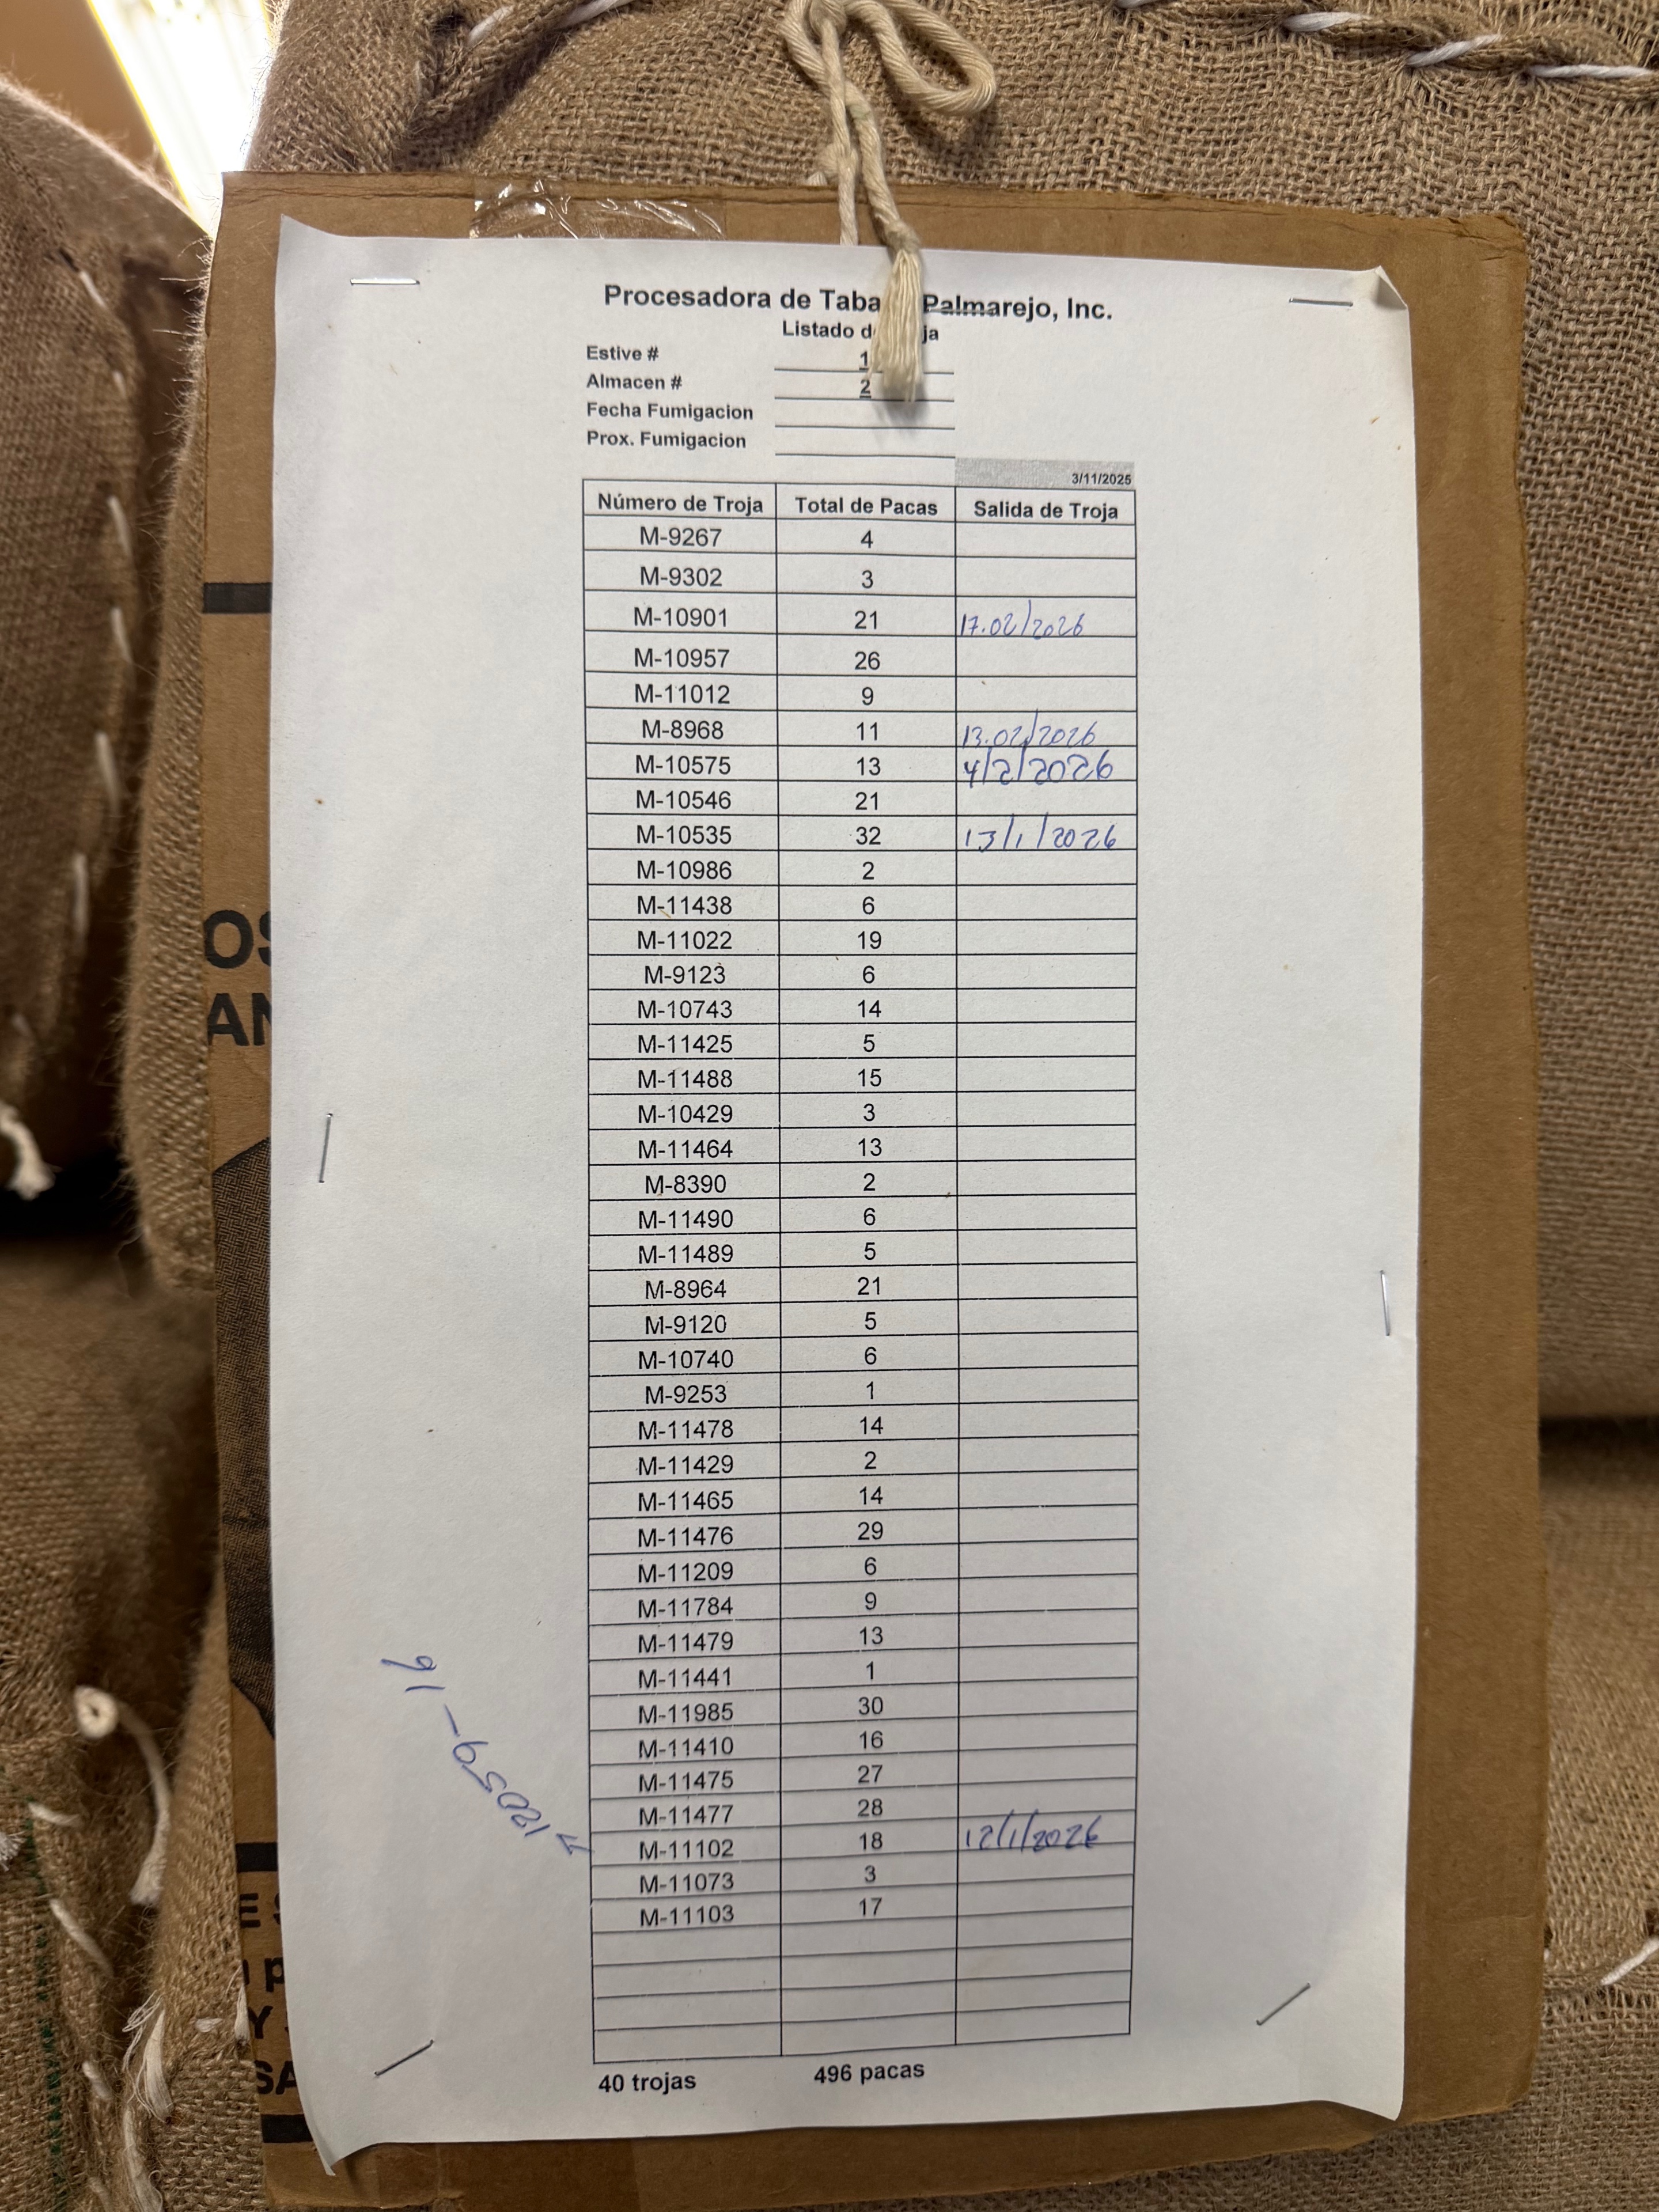 Procesadora de Taba Palmarejo, Inc.
Listado d ja
Estive # 1
Almacen # 2
Fecha Fumigacion
Prox. Fumigacion
3/11/2025
Número de Troja Total de Pacas Salida de Troja
M-9267 4
M-9302 3
M-10901 21 17.02/2026
M-10957 26
M-11012 9
M-8968 11 13.02/2026
M-10575 13 4/2/2026
M-10546 21
M-10535 32 13/1/2026
M-10986 2
M-11438 6
M-11022 19
M-9123 6
M-10743 14
M-11425 5
M-11488 15
M-10429 3
M-11464 13
M-8390 2
M-11490 6
M-11489 5
M-8964 21
M-9120 5
M-10740 6
M-9253 1
M-11478 14
M-11429 2
M-11465 14
M-11476 29
M-11209 6
M-11784 9
M-11479 13
M-11441 1
M-11985 30
M-11410 16
M-11475 27
M-11477 28
M-11102 18 12/1/2026
M-11073 3
M-11103 17
40 trojas 496 pacas
OS
AN
E S
Y
SA